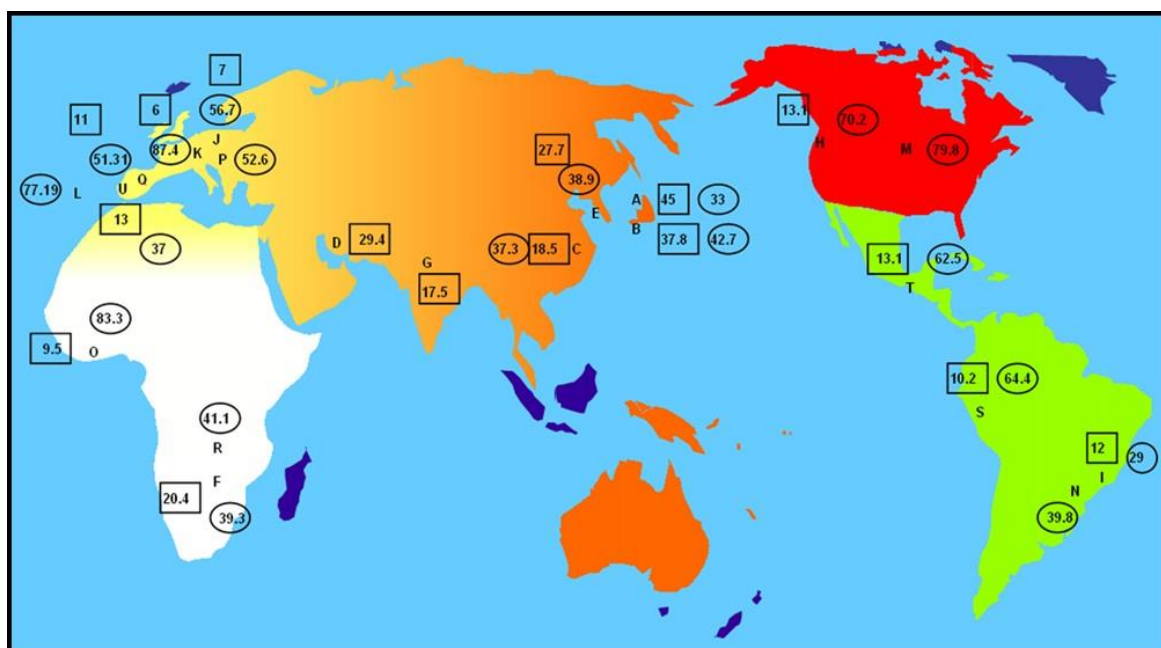 7
11 6 56.7 13.1 70.2
J H M 79.8
51.31 87.4 K P 52.6 27.7
77.19 L U Q 38.9 A 45 33
13 E
37 D 29.4 37.3 18.5 C B 37.8 42.7 13.1 62.5
G
17.5 T
83.3
9.5 O
10.2 64.4
41.1 S
R 12 29
F I
20.4 N
39.3 39.8